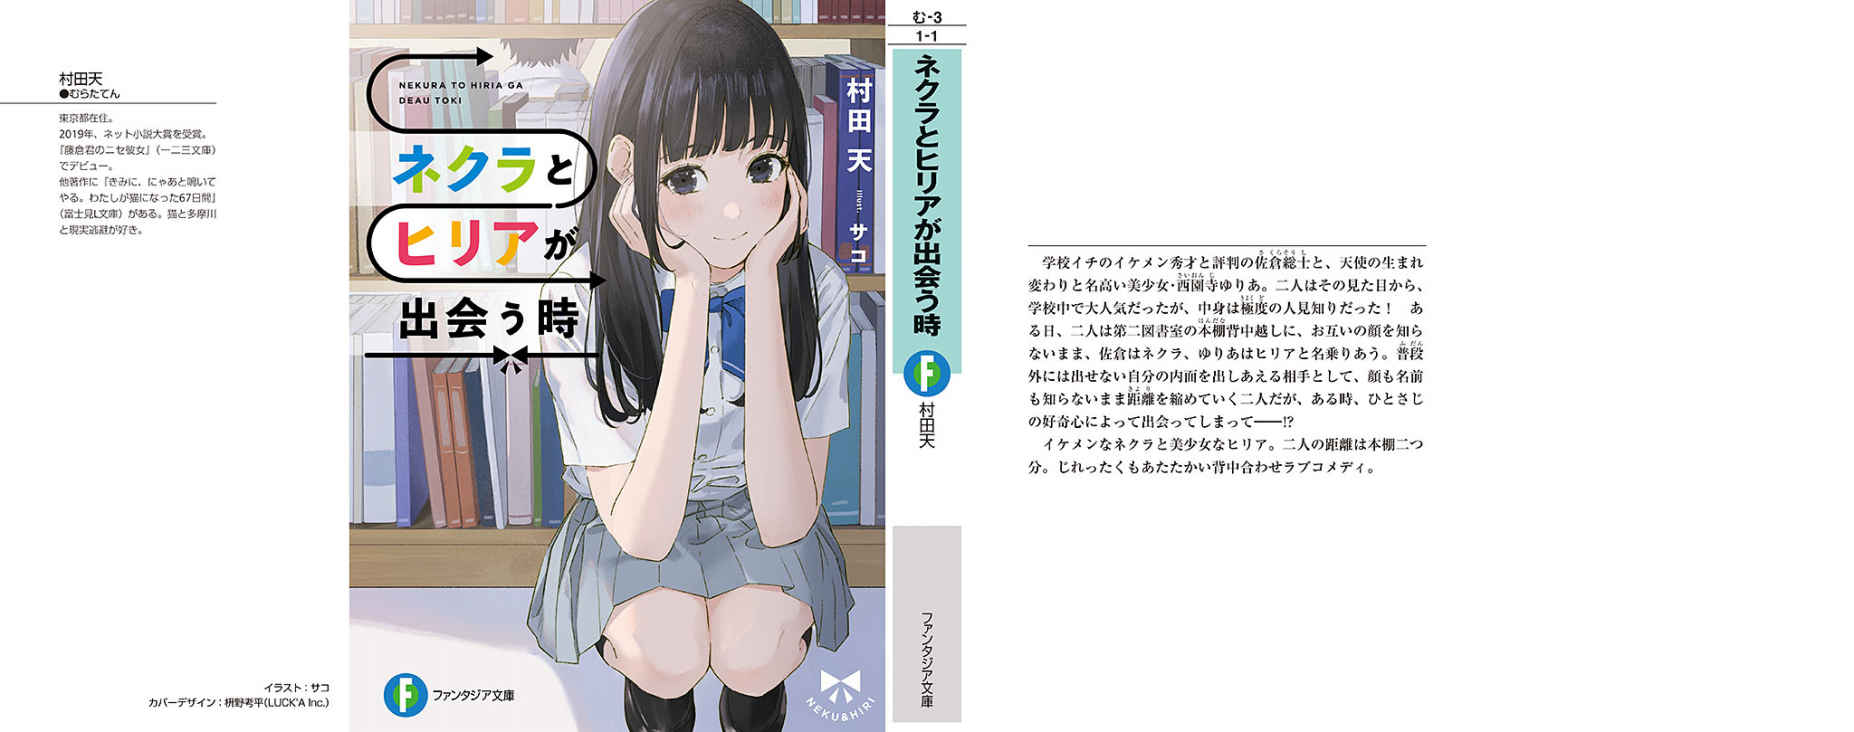 村田天
●むらたてん
東京都在住。
2019年、ネット小説大賞を受賞。
『藤倉君のニセ彼女』（一二三文庫）
でデビュー。
他著作に『きみに、にゃあと鳴いて
やる。わたしが猫になった67日間』
（富士見L文庫）がある。猫と多摩川
と現実逃避が好き。
イラスト：サコ
カバーデザイン：栁野考平(LUCK'A Inc.)
NEKURA TO HIRIA GA
DEAU TOKI
ネクラと
ヒリアが
出会う時
村田 天
illust. サコ
ファンタジア文庫
NEKU&HIRI
む-3
1-1
ネクラとヒリアが出会う時
村田天
ファンタジア文庫
学校イチのイケメン秀才と評判の佐倉総士と、天使の生まれ
変わりと名高い美少女・西園寺ゆりあ。二人はその見た目から、
学校中で大人気だったが、中身は極度の人見知りだった！　あ
る日、二人は第二図書室の本棚背中越しに、お互いの顔を知ら
ないまま、佐倉はネクラ、ゆりあはヒリアと名乗りあう。普段
外には出せない自分の内面を出しあえる相手として、顔も名前
も知らないまま距離を縮めていく二人だが、ある時、ひとさじ
の好奇心によって出会ってしまって――!?
イケメンなネクラと美少女なヒリア。二人の距離は本棚二つ
分。じれったくもあたたかい背中合わせラブコメディ。